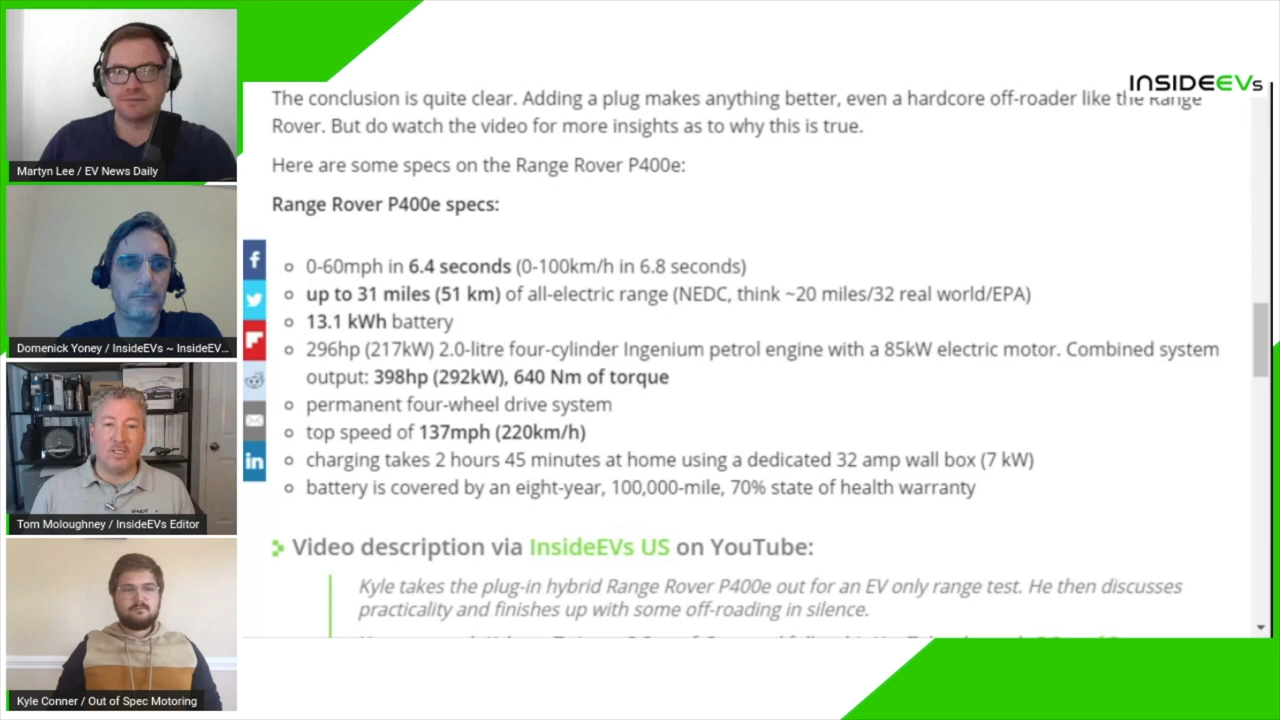 INSIDEEVs
Martyn Lee / EV News Daily
Domenick Yoney / InsideEVs ~ InsideEV...
Tom Moloughney / InsideEVs Editor
Kyle Conner / Out of Spec Motoring
The conclusion is quite clear. Adding a plug makes anything better, even a hardcore off-roader like the Range
Rover. But do watch the video for more insights as to why this is true.
Here are some specs on the Range Rover P400e:
Range Rover P400e specs:
0-60mph in 6.4 seconds (0-100km/h in 6.8 seconds)
up to 31 miles (51 km) of all-electric range (NEDC, think ~20 miles/32 real world/EPA)
13.1 kWh battery
296hp (217kW) 2.0-litre four-cylinder Ingenium petrol engine with a 85kW electric motor. Combined system
output: 398hp (292kW), 640 Nm of torque
permanent four-wheel drive system
top speed of 137mph (220km/h)
charging takes 2 hours 45 minutes at home using a dedicated 32 amp wall box (7 kW)
battery is covered by an eight-year, 100,000-mile, 70% state of health warranty
Video description via InsideEVs US on YouTube:
Kyle takes the plug-in hybrid Range Rover P400e out for an EV only range test. He then discusses
practicality and finishes up with some off-roading in silence.